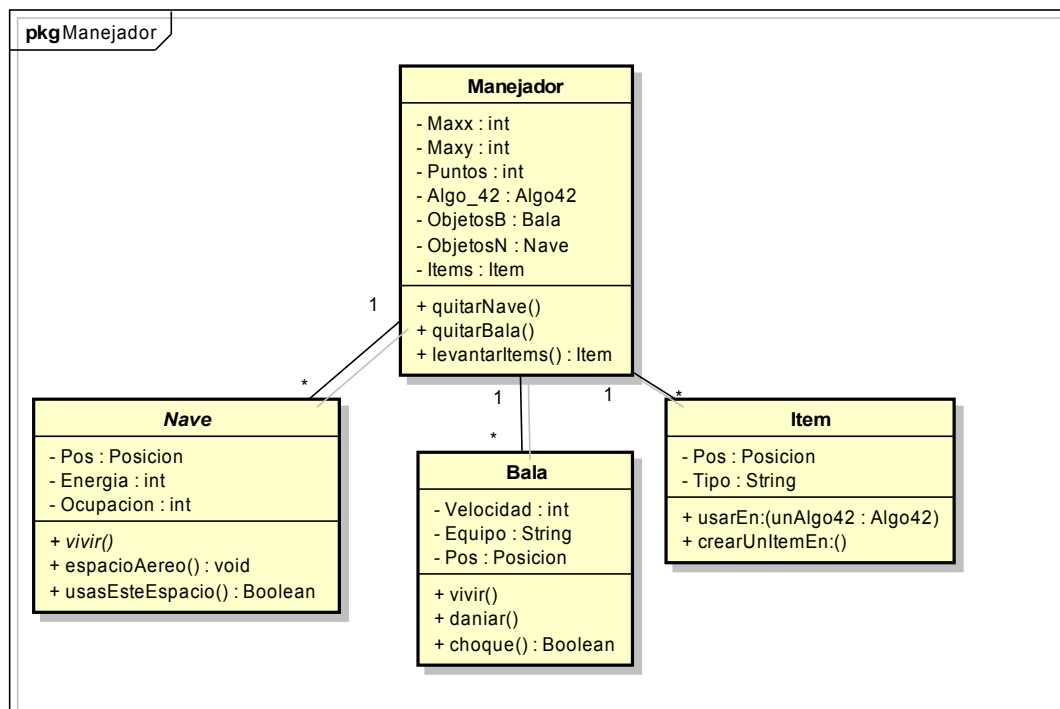 pkg Manejador
Manejador
- Maxx : int
- Maxy : int
- Puntos : int
- Algo_42 : Algo42
- ObjetosB : Bala
- ObjetosN : Nave
- Items : Item
+ quitarNave()
+ quitarBala()
+ levantarItems() : Item
1
*
1
*
1
*
Nave
- Pos : Posicion
- Energia : int
- Ocupacion : int
+ vivir()
+ espacioAereo() : void
+ usasEsteEspacio() : Boolean
Bala
- Velocidad : int
- Equipo : String
- Pos : Posicion
+ vivir()
+ daniar()
+ choque() : Boolean
Item
- Pos : Posicion
- Tipo : String
+ usarEn:(unAlgo42 : Algo42)
+ crearUnItemEn:()